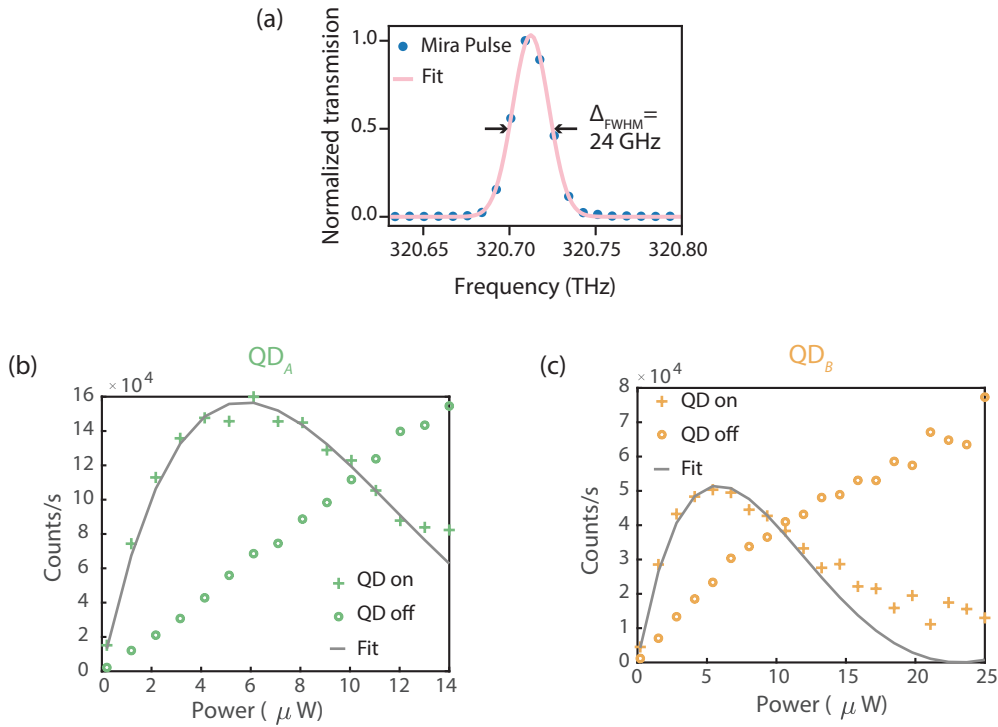 (a)
Normalized transmision
1.0
0.5
0.0
Mira Pulse
Fit
Δ_FWHM=
24 GHz
320.65 320.70 320.75 320.80
Frequency (THz)
(b)
QD_A
× 10^4
Counts/s
16
14
12
10
8
6
4
2
0
QD on
QD off
Fit
0 2 4 6 8 10 12 14
Power ( μ W)
(c)
QD_B
× 10^4
Counts/s
8
7
6
5
4
3
2
1
0
QD on
QD off
Fit
0 5 10 15 20 25
Power ( μ W)